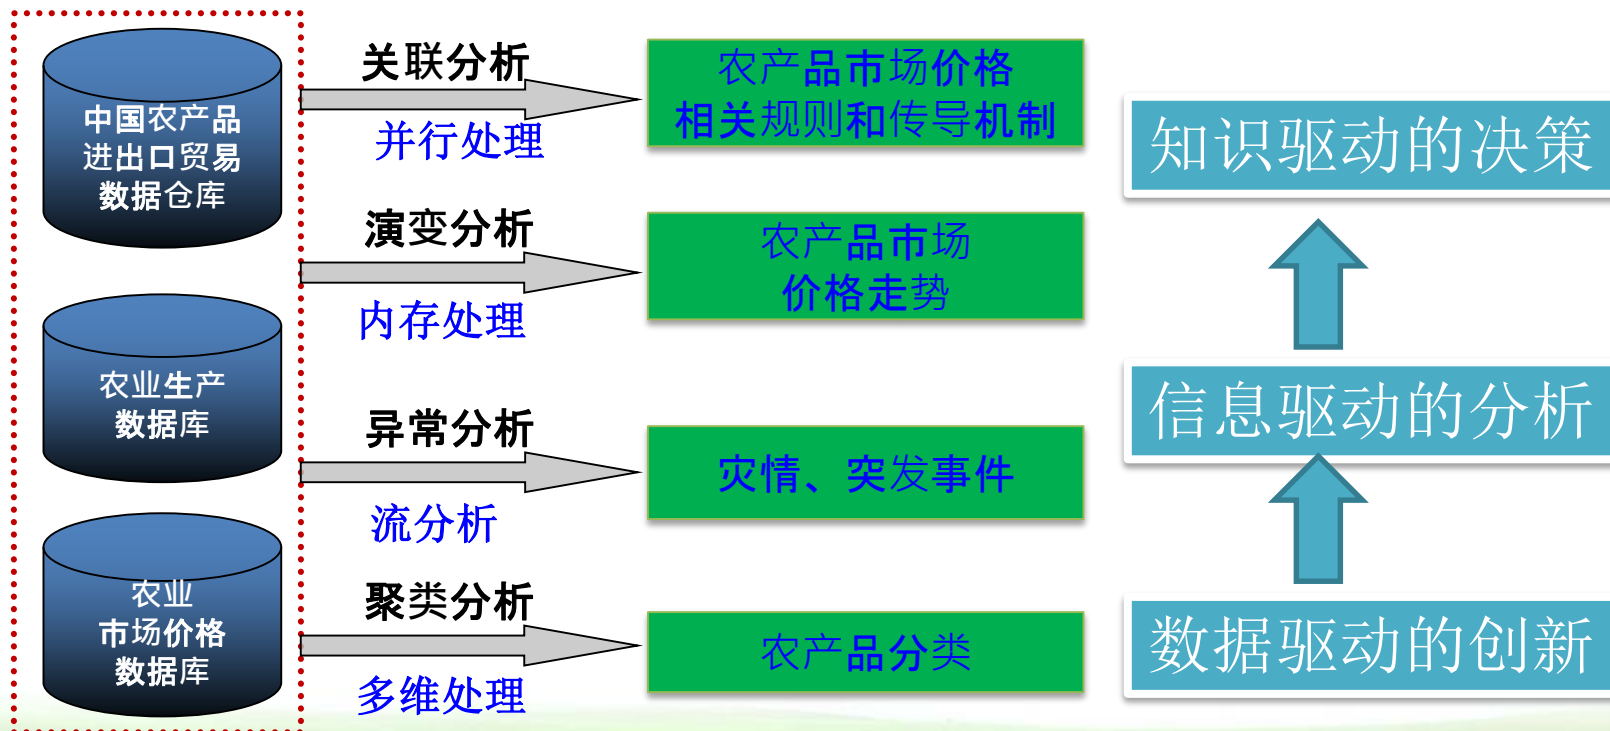 中国农产品
进出口贸易
数据仓库
农业生产
数据库
农业
市场价格
数据库
关联分析
并行处理
演变分析
内存处理
异常分析
流分析
聚类分析
多维处理
农产品市场价格
相关规则和传导机制
农产品市场
价格走势
灾情、突发事件
农产品分类
知识驱动的决策
信息驱动的分析
数据驱动的创新